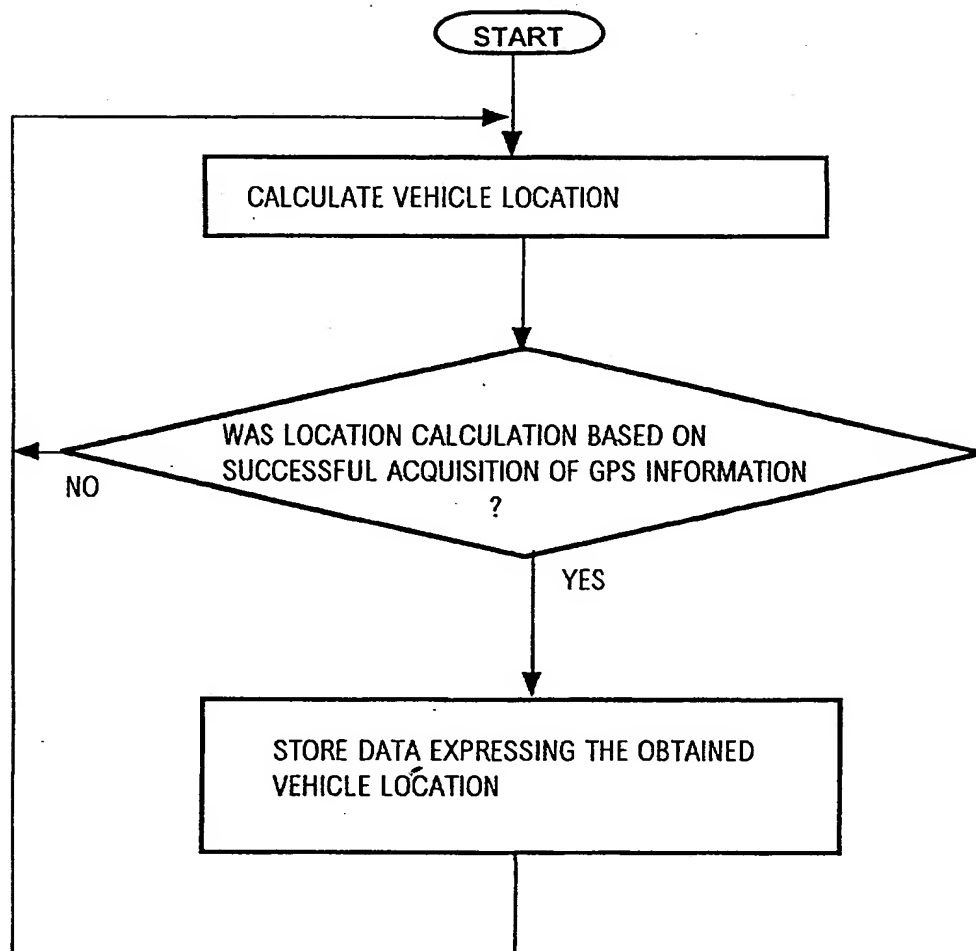 START
CALCULATE VEHICLE LOCATION
WAS LOCATION CALCULATION BASED ON
SUCCESSFUL ACQUISITION OF GPS INFORMATION
?
NO
YES
STORE DATA EXPRESSING THE OBTAINED
VEHICLE LOCATION